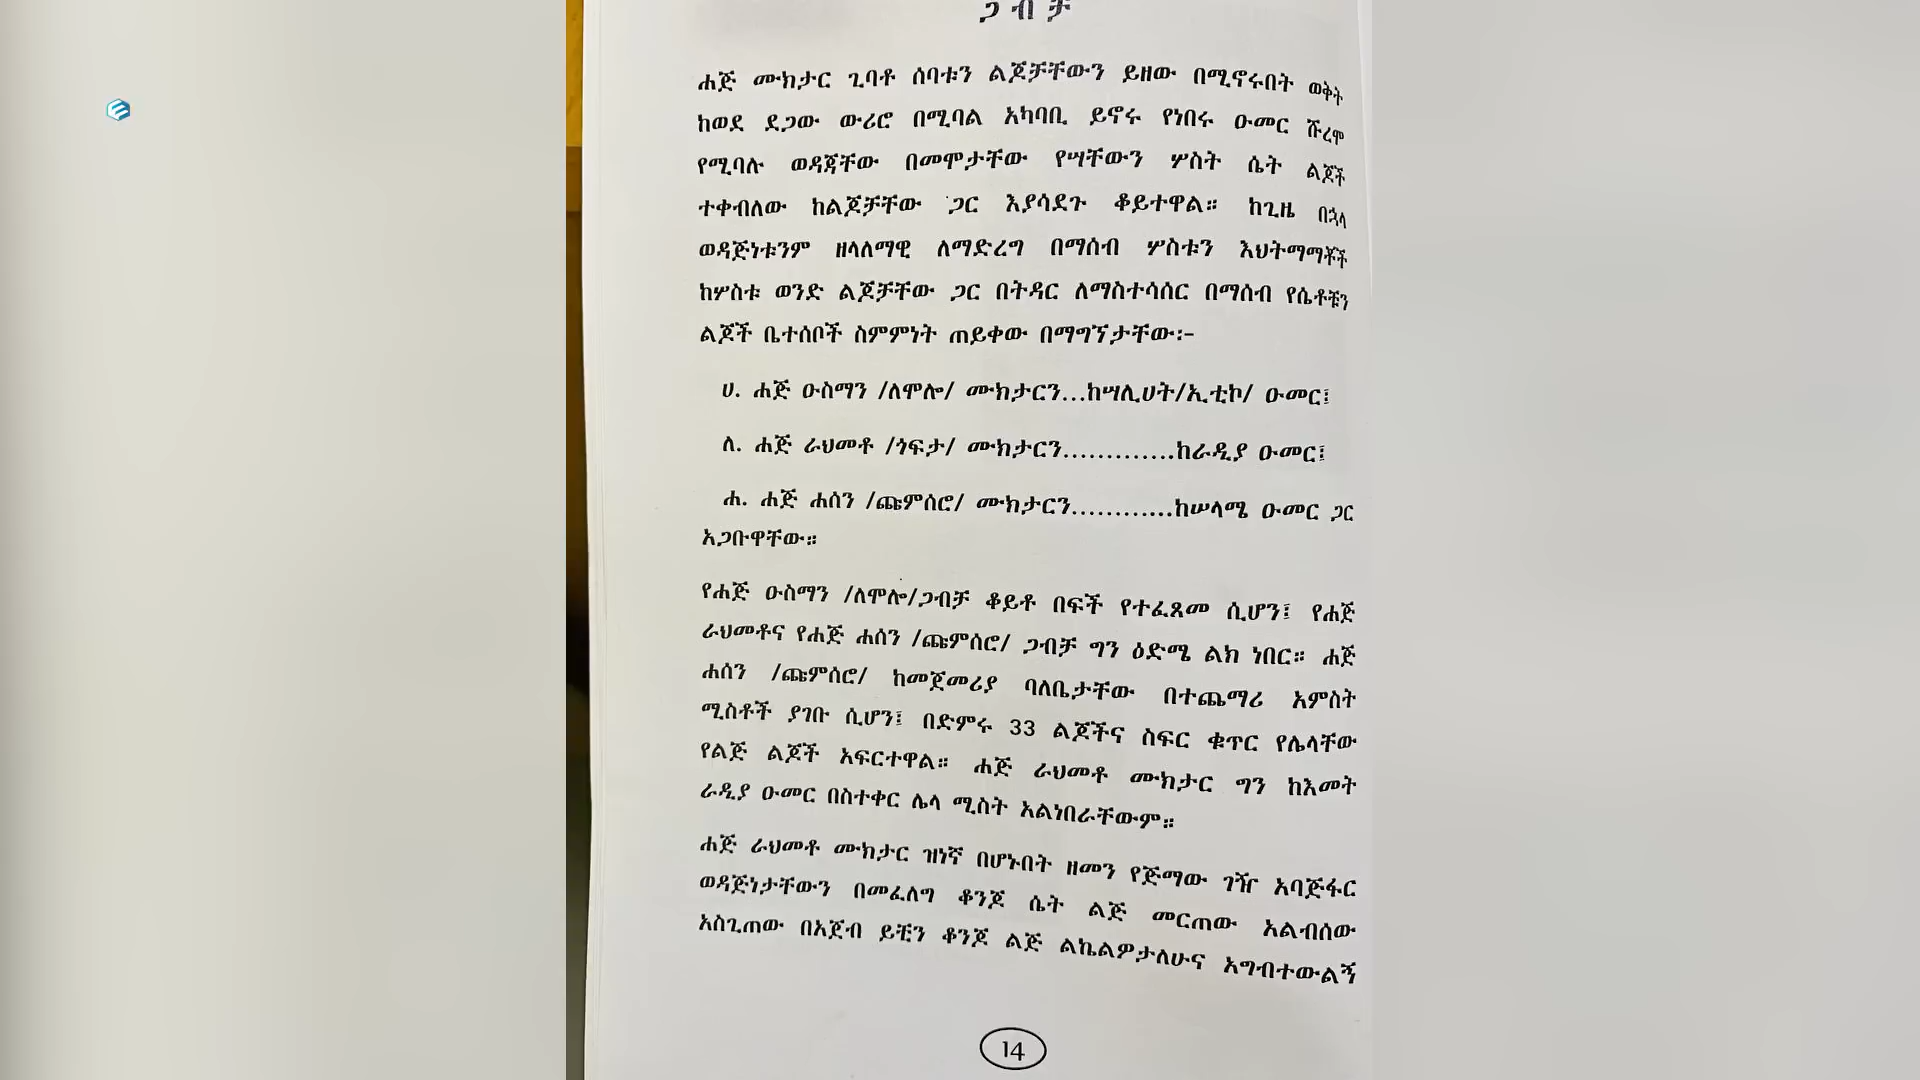 ጋብቻ
ሐጅ ሙክታር ጊባቶ ሰባቱን ልጆቻቸውን ይዘው በሚኖሩበት ወቅት
ከወደ ደጋው ውሪሮ በሚባል አካባቢ ይኖሩ የነበሩ ዑመር ሹረሞ
የሚባሉ ወዳጃቸው በመሞታቸው የሣቸውን ሦስት ሴት ልጆች
ተቀብለው ከልጆቻቸው ጋር እያሳደጉ ቆይተዋል። ከጊዜ በኋላ
ወዳጅነቱንም ዘላለማዊ ለማድረግ በማሰብ ሦስቱን እህትማማቾች
ከሦስቱ ወንድ ልጆቻቸው ጋር በትዳር ለማስተሳሰር በማሰብ የሴቶቹን
ልጆች ቤተሰቦች ስምምነት ጠይቀው በማግኘታቸው፡-
ሀ. ሐጅ ዑስማን /ለሞሎ/ ሙክታርን...ከሣሊሀት/ኢቲኮ/ ዑመር፤
ለ. ሐጅ ራህመቶ /ጎፍታ/ ሙክታርን.............ከራዲያ ዑመር፤
ሐ. ሐጅ ሐሰን /ጩምሰሮ/ ሙክታርን............ከሠላሜ ዑመር ጋር
አጋቡዋቸው።
የሐጅ ዑስማን /ለሞሎ/ጋብቻ ቆይቶ በፍች የተፈጸመ ሲሆን፤ የሐጅ
ራህመቶና የሐጅ ሐሰን /ጩምሰሮ/ ጋብቻ ግን ዕድሜ ልክ ነበር። ሐጅ
ሐሰን /ጩምሰሮ/ ከመጀመሪያ ባለቤታቸው በተጨማሪ አምስት
ሚስቶች ያገቡ ሲሆን፤ በድምሩ 33 ልጆችና ስፍር ቁጥር የሌላቸው
የልጅ ልጆች አፍርተዋል። ሐጅ ራህመቶ ሙክታር ግን ከእመት
ራዲያ ዑመር በስተቀር ሌላ ሚስት አልነበራቸውም።
ሐጅ ራህመቶ ሙክታር ዝነኛ በሆኑበት ዘመን የጅማው ገዥ አባጅፋር
ወዳጅነታቸውን በመፈለግ ቆንጆ ሴት ልጅ መርጠው አልብሰው
አስጊጠው በአጀብ ይቺን ቆንጆ ልጅ ልኬልዎታለሁና አግብተውልኝ
14